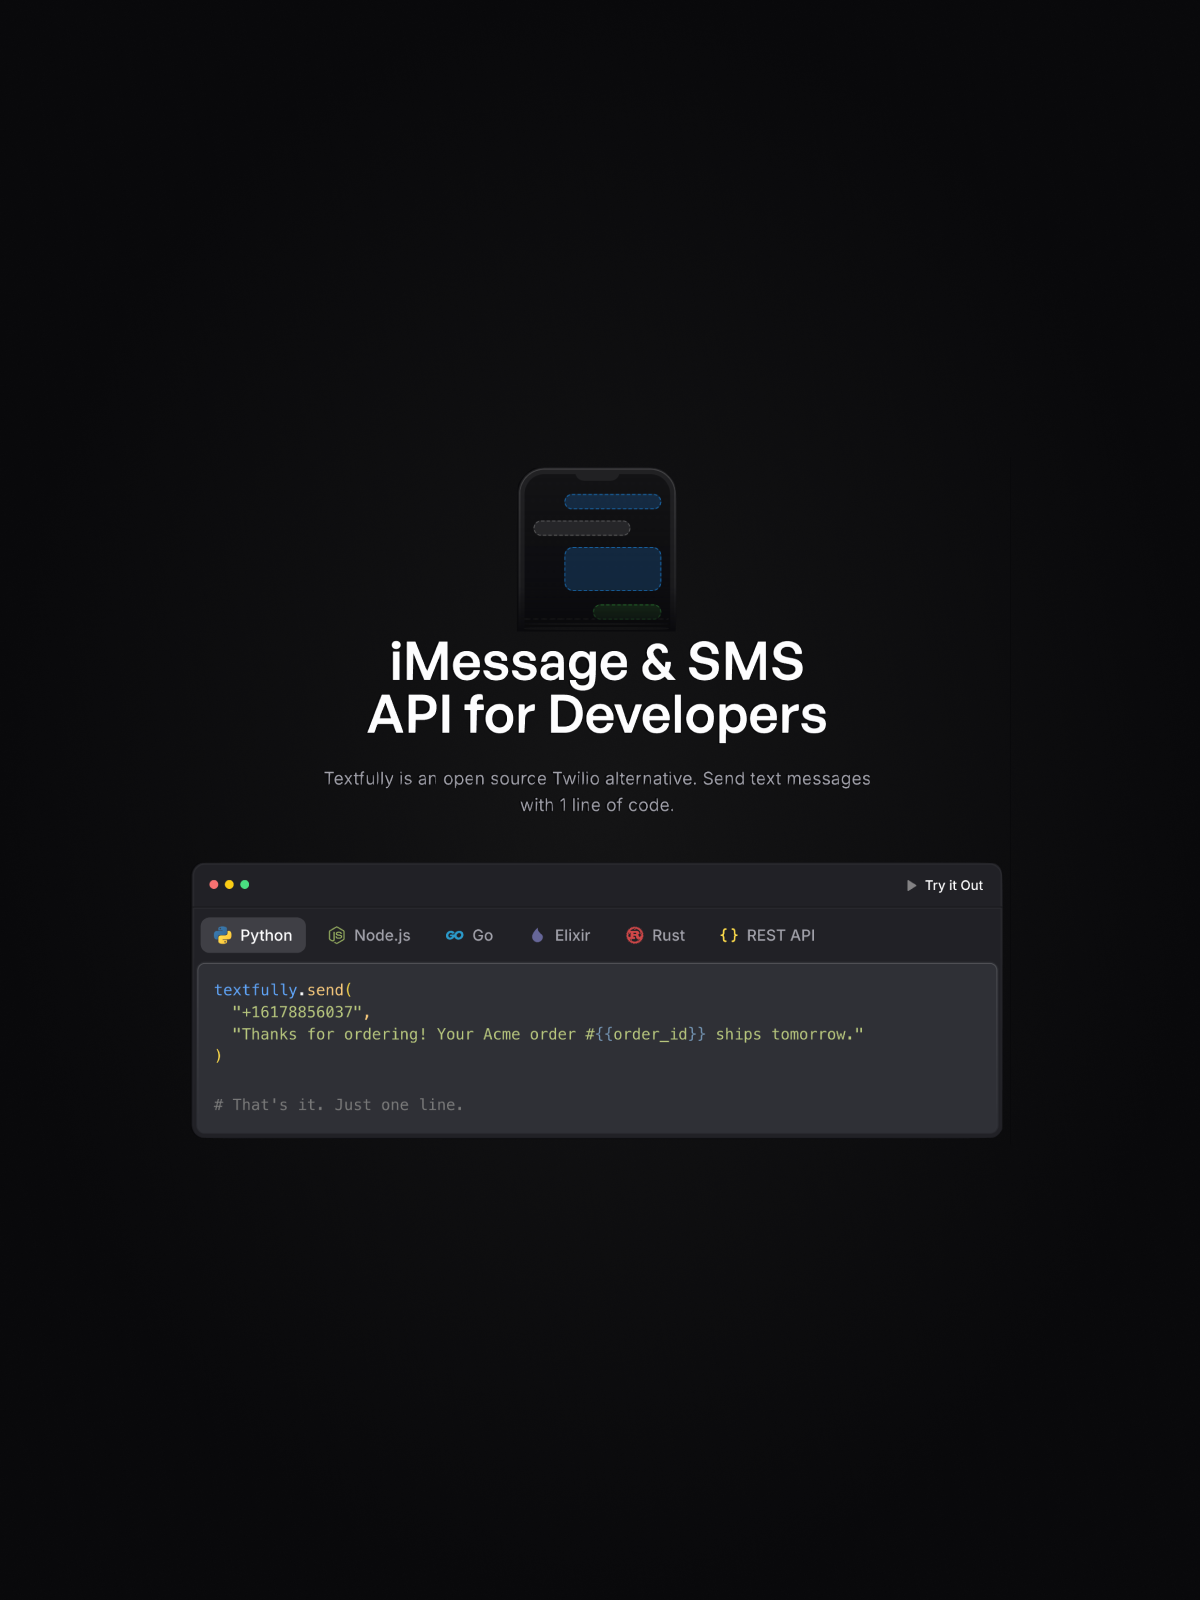 iMessage & SMS
API for Developers
Textfully is an open source Twilio alternative. Send text messages
with 1 line of code.
Try it Out
Python Node.js Go Elixir Rust REST API
textfully.send(
"+16178856037",
"Thanks for ordering! Your Acme order #{{order_id}} ships tomorrow."
)
# That's it. Just one line.